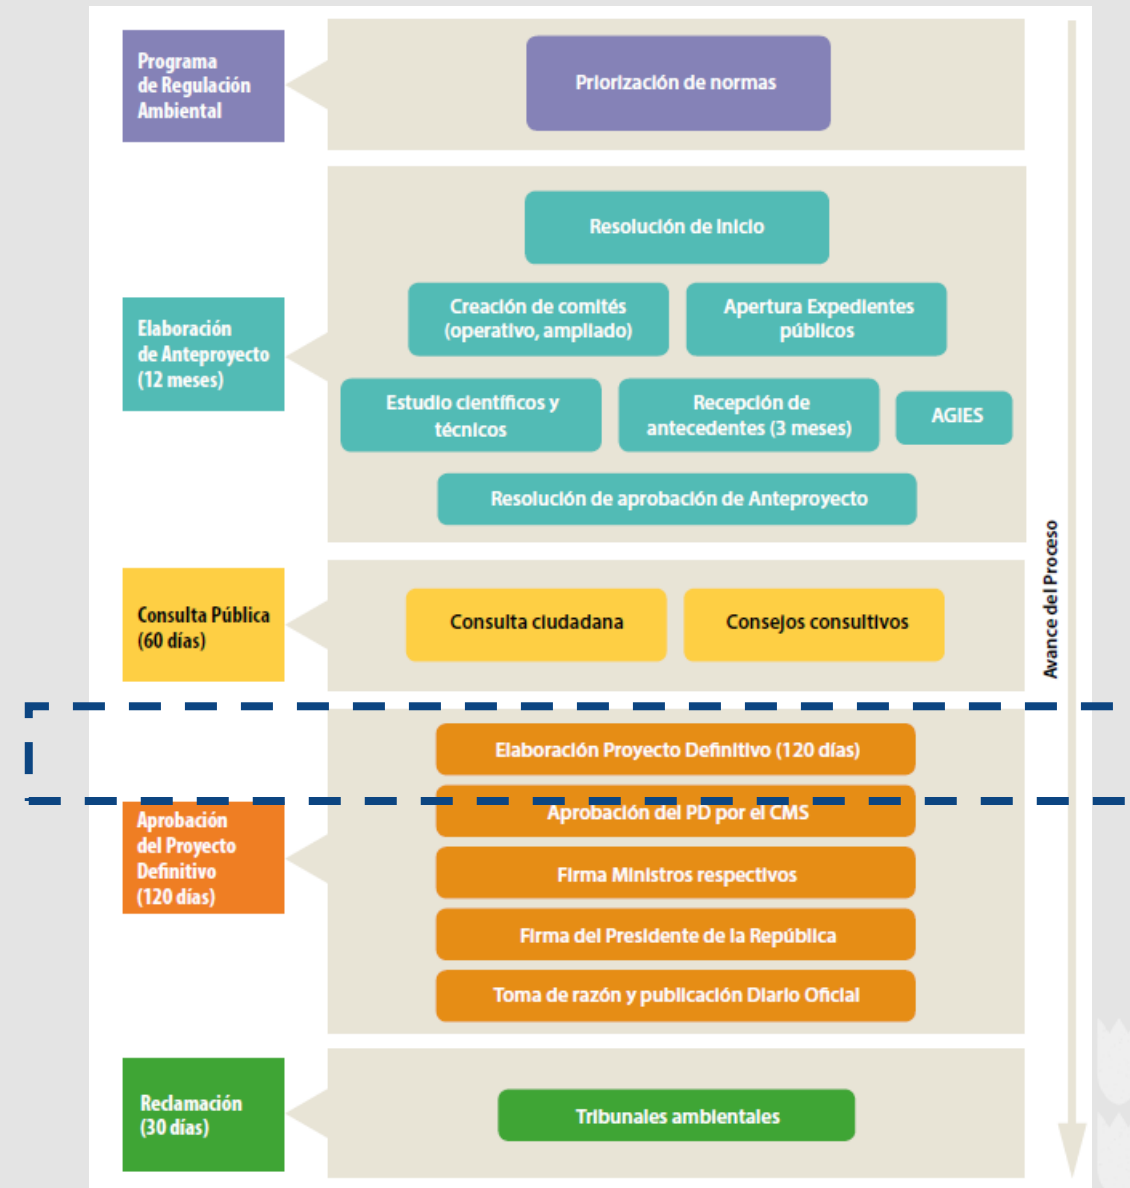 Programa
de Regulación
Ambiental
Priorización de normas
Resolución de Inicio
Creación de comités
(operativo, ampliado)
Apertura Expedientes
públicos
Elaboración
de Anteproyecto
(12 meses)
Estudio científicos y
técnicos
Recepción de
antecedentes (3 meses)
AGIES
Resolución de aprobación de Anteproyecto
Consulta Pública
(60 días)
Consulta ciudadana
Consejos consultivos
Avance del Proceso
Elaboración Proyecto Definitivo (120 días)
Aprobación
del Proyecto
Definitivo
(120 días)
Aprobación del PD por el CMS
Firma Ministros respectivos
Firma del Presidente de la República
Toma de razón y publicación Diario Oficial
Reclamación
(30 días)
Tribunales ambientales